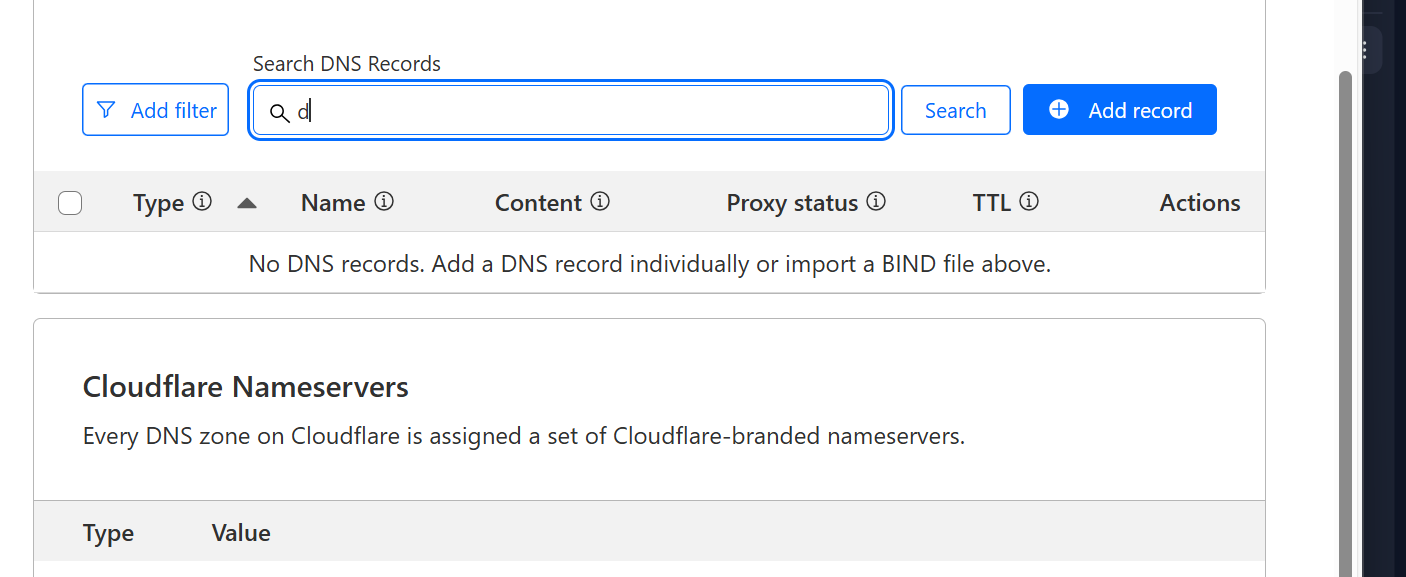 Search DNS Records
Add filter
d
Search
Add record
Type Name Content Proxy status TTL Actions
No DNS records. Add a DNS record individually or import a BIND file above.
Cloudflare Nameservers
Every DNS zone on Cloudflare is assigned a set of Cloudflare-branded nameservers.
Type Value